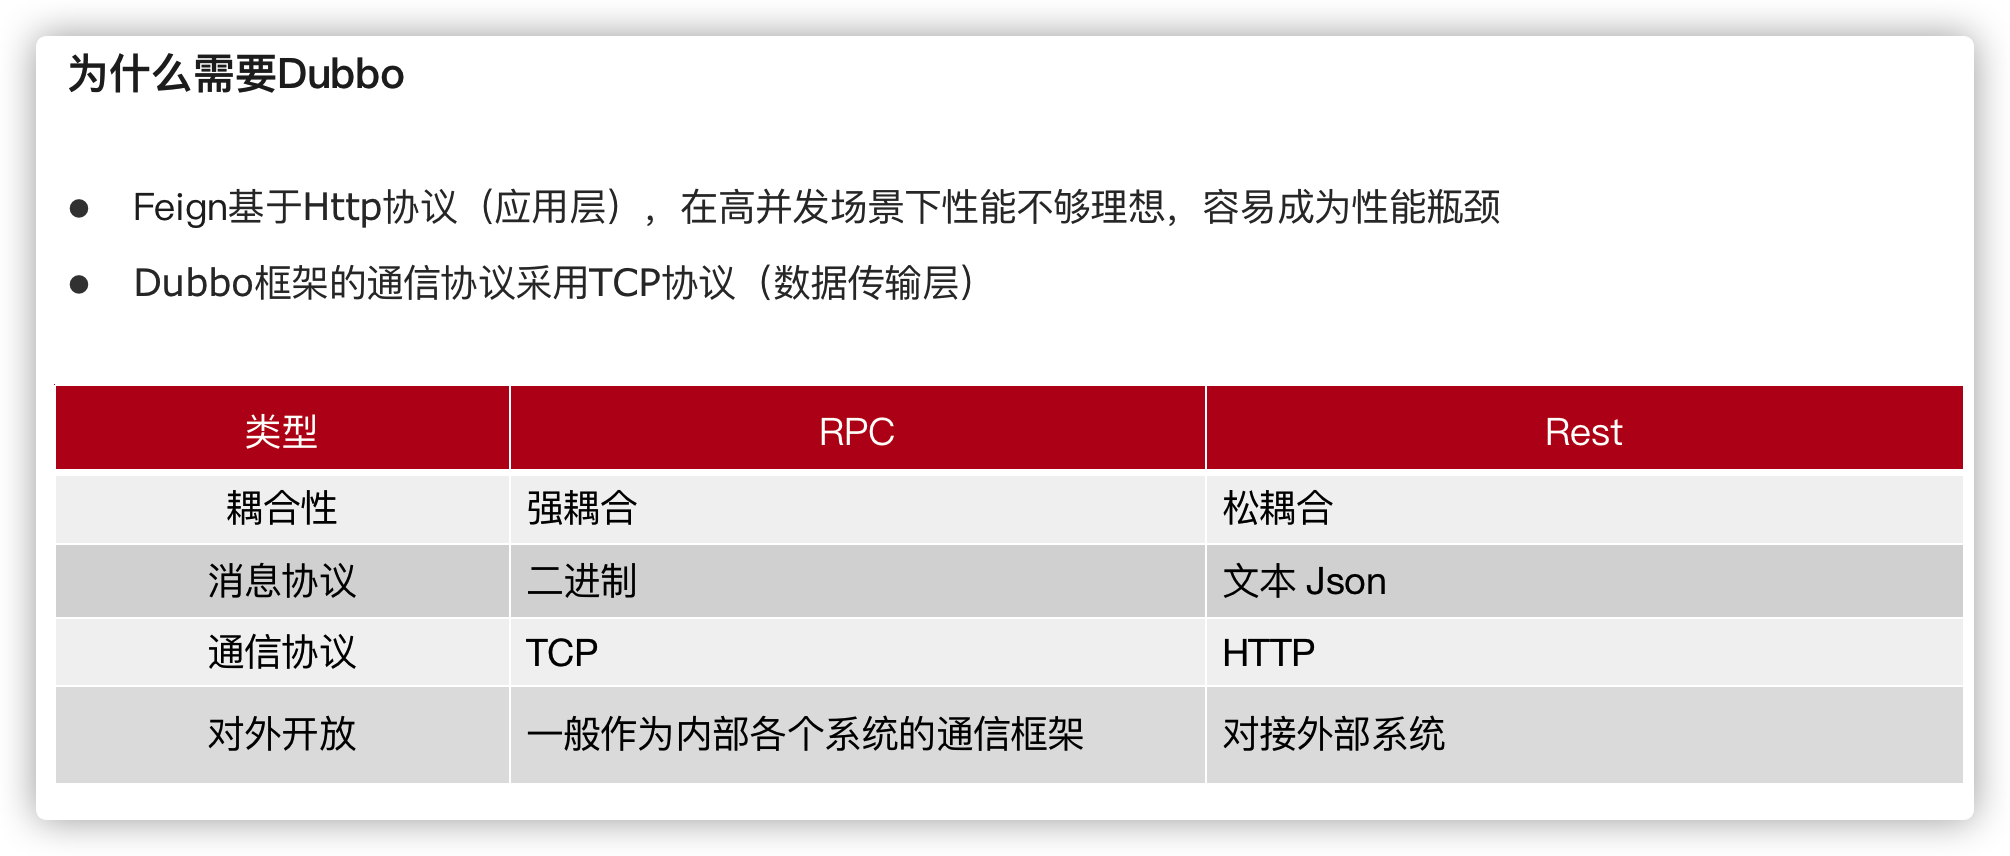 为什么需要Dubbo
● Feign基于Http协议（应用层），在高并发场景下性能不够理想，容易成为性能瓶颈
● Dubbo框架的通信协议采用TCP协议（数据传输层）
类型 RPC Rest
耦合性 强耦合 松耦合
消息协议 二进制 文本 Json
通信协议 TCP HTTP
对外开放 一般作为内部各个系统的通信框架 对接外部系统